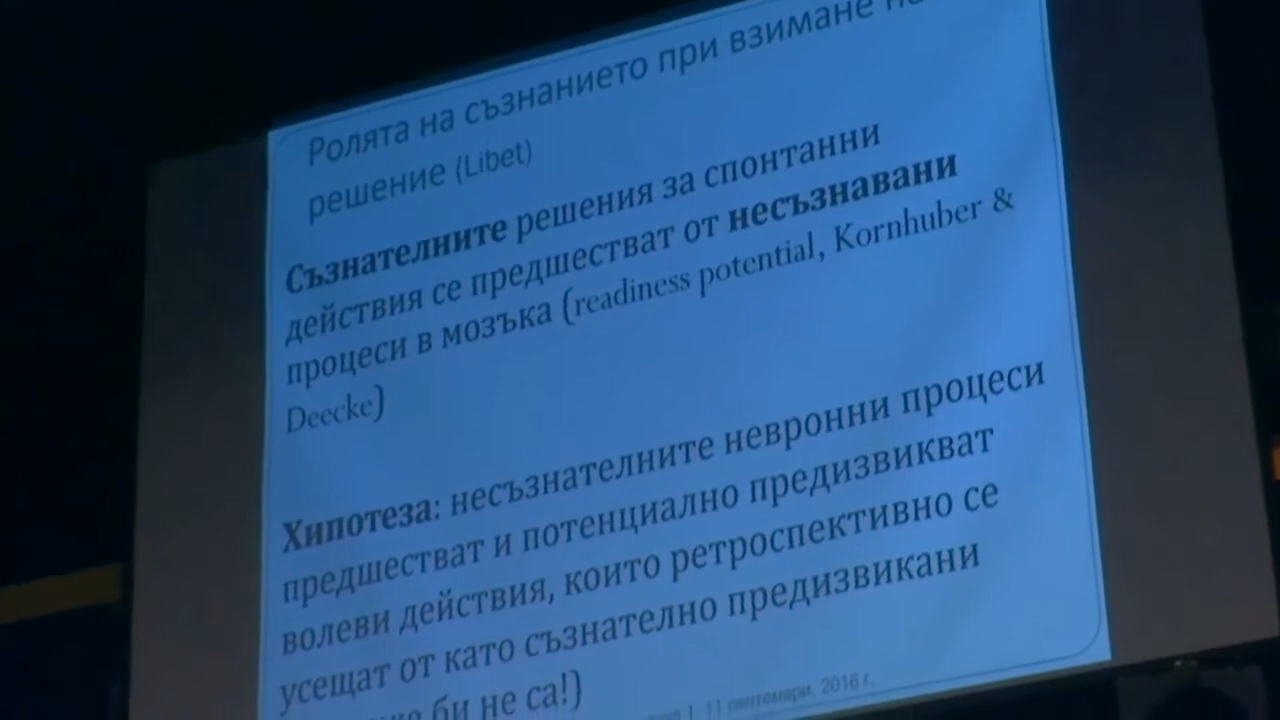 Ролята на съзнанието при взимане на
решение (Libet)
Съзнателните решения за спонтанни
действия се предшестват от несъзнавани
процеси в мозъка (readiness potential, Kornhuber &
Deecke)
Хипотеза: несъзнателните невронни процеси
предшестват и потенциално предизвикват
волеви действия, които ретроспективно се
усещат от като съзнателно предизвикани
би не са!)
11 септември, 2016 г.